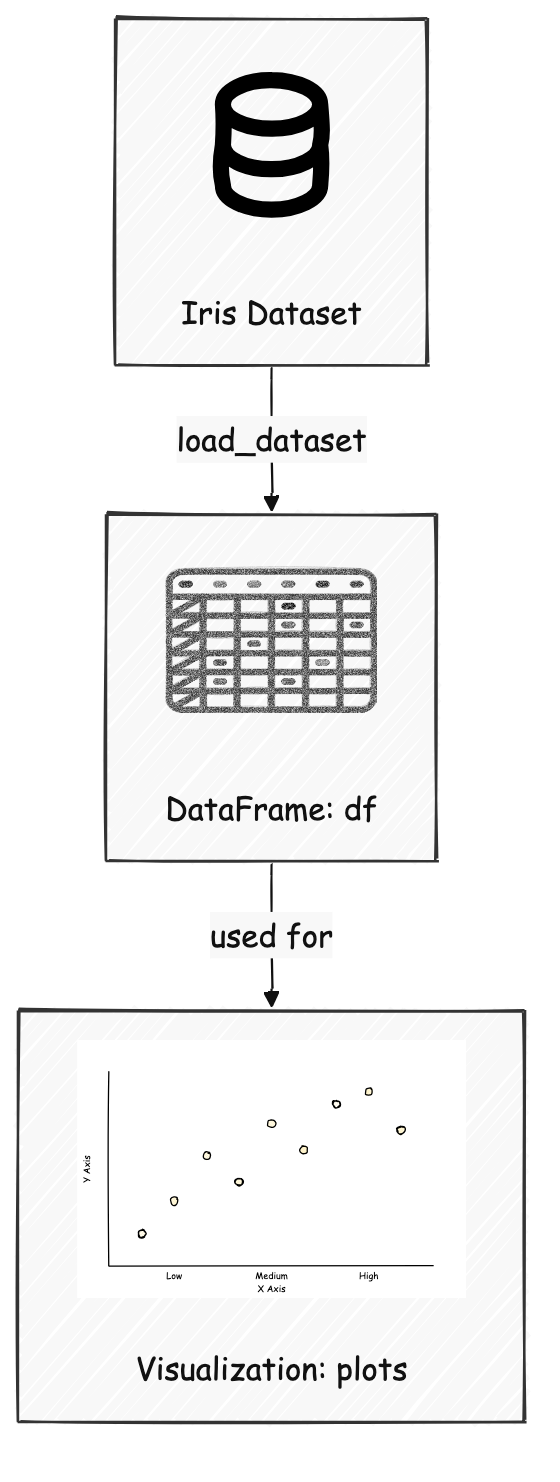 Iris Dataset
load_dataset
DataFrame: df
used for
Y Axis
Low Medium High
X Axis
Visualization: plots